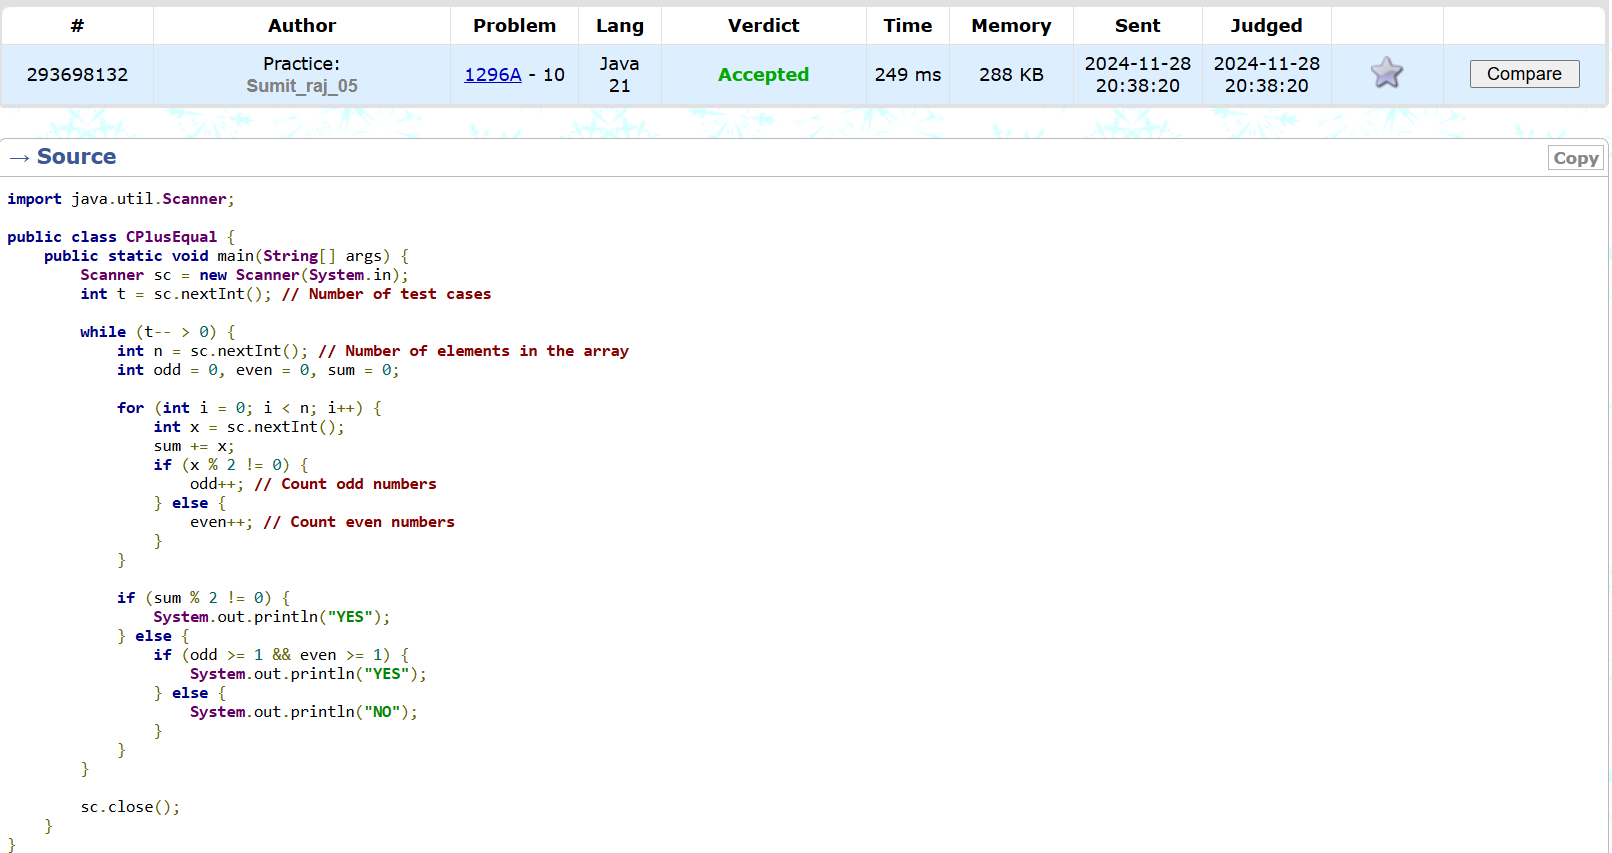 # Author Problem Lang Verdict Time Memory Sent Judged
293698132 Practice: Sumit_raj_05 1296A - 10 Java 21 Accepted 249 ms 288 KB 2024-11-28 20:38:20 2024-11-28 20:38:20 Compare
→ Source Copy
import java.util.Scanner;
public class CPlusEqual {
    public static void main(String[] args) {
        Scanner sc = new Scanner(System.in);
        int t = sc.nextInt(); // Number of test cases
        while (t-- > 0) {
            int n = sc.nextInt(); // Number of elements in the array
            int odd = 0, even = 0, sum = 0;
            for (int i = 0; i < n; i++) {
                int x = sc.nextInt();
                sum += x;
                if (x % 2 != 0) {
                    odd++; // Count odd numbers
                } else {
                    even++; // Count even numbers
                }
            }
            if (sum % 2 != 0) {
                System.out.println("YES");
            } else {
                if (odd >= 1 && even >= 1) {
                    System.out.println("YES");
                } else {
                    System.out.println("NO");
                }
            }
        }
        sc.close();
    }
}